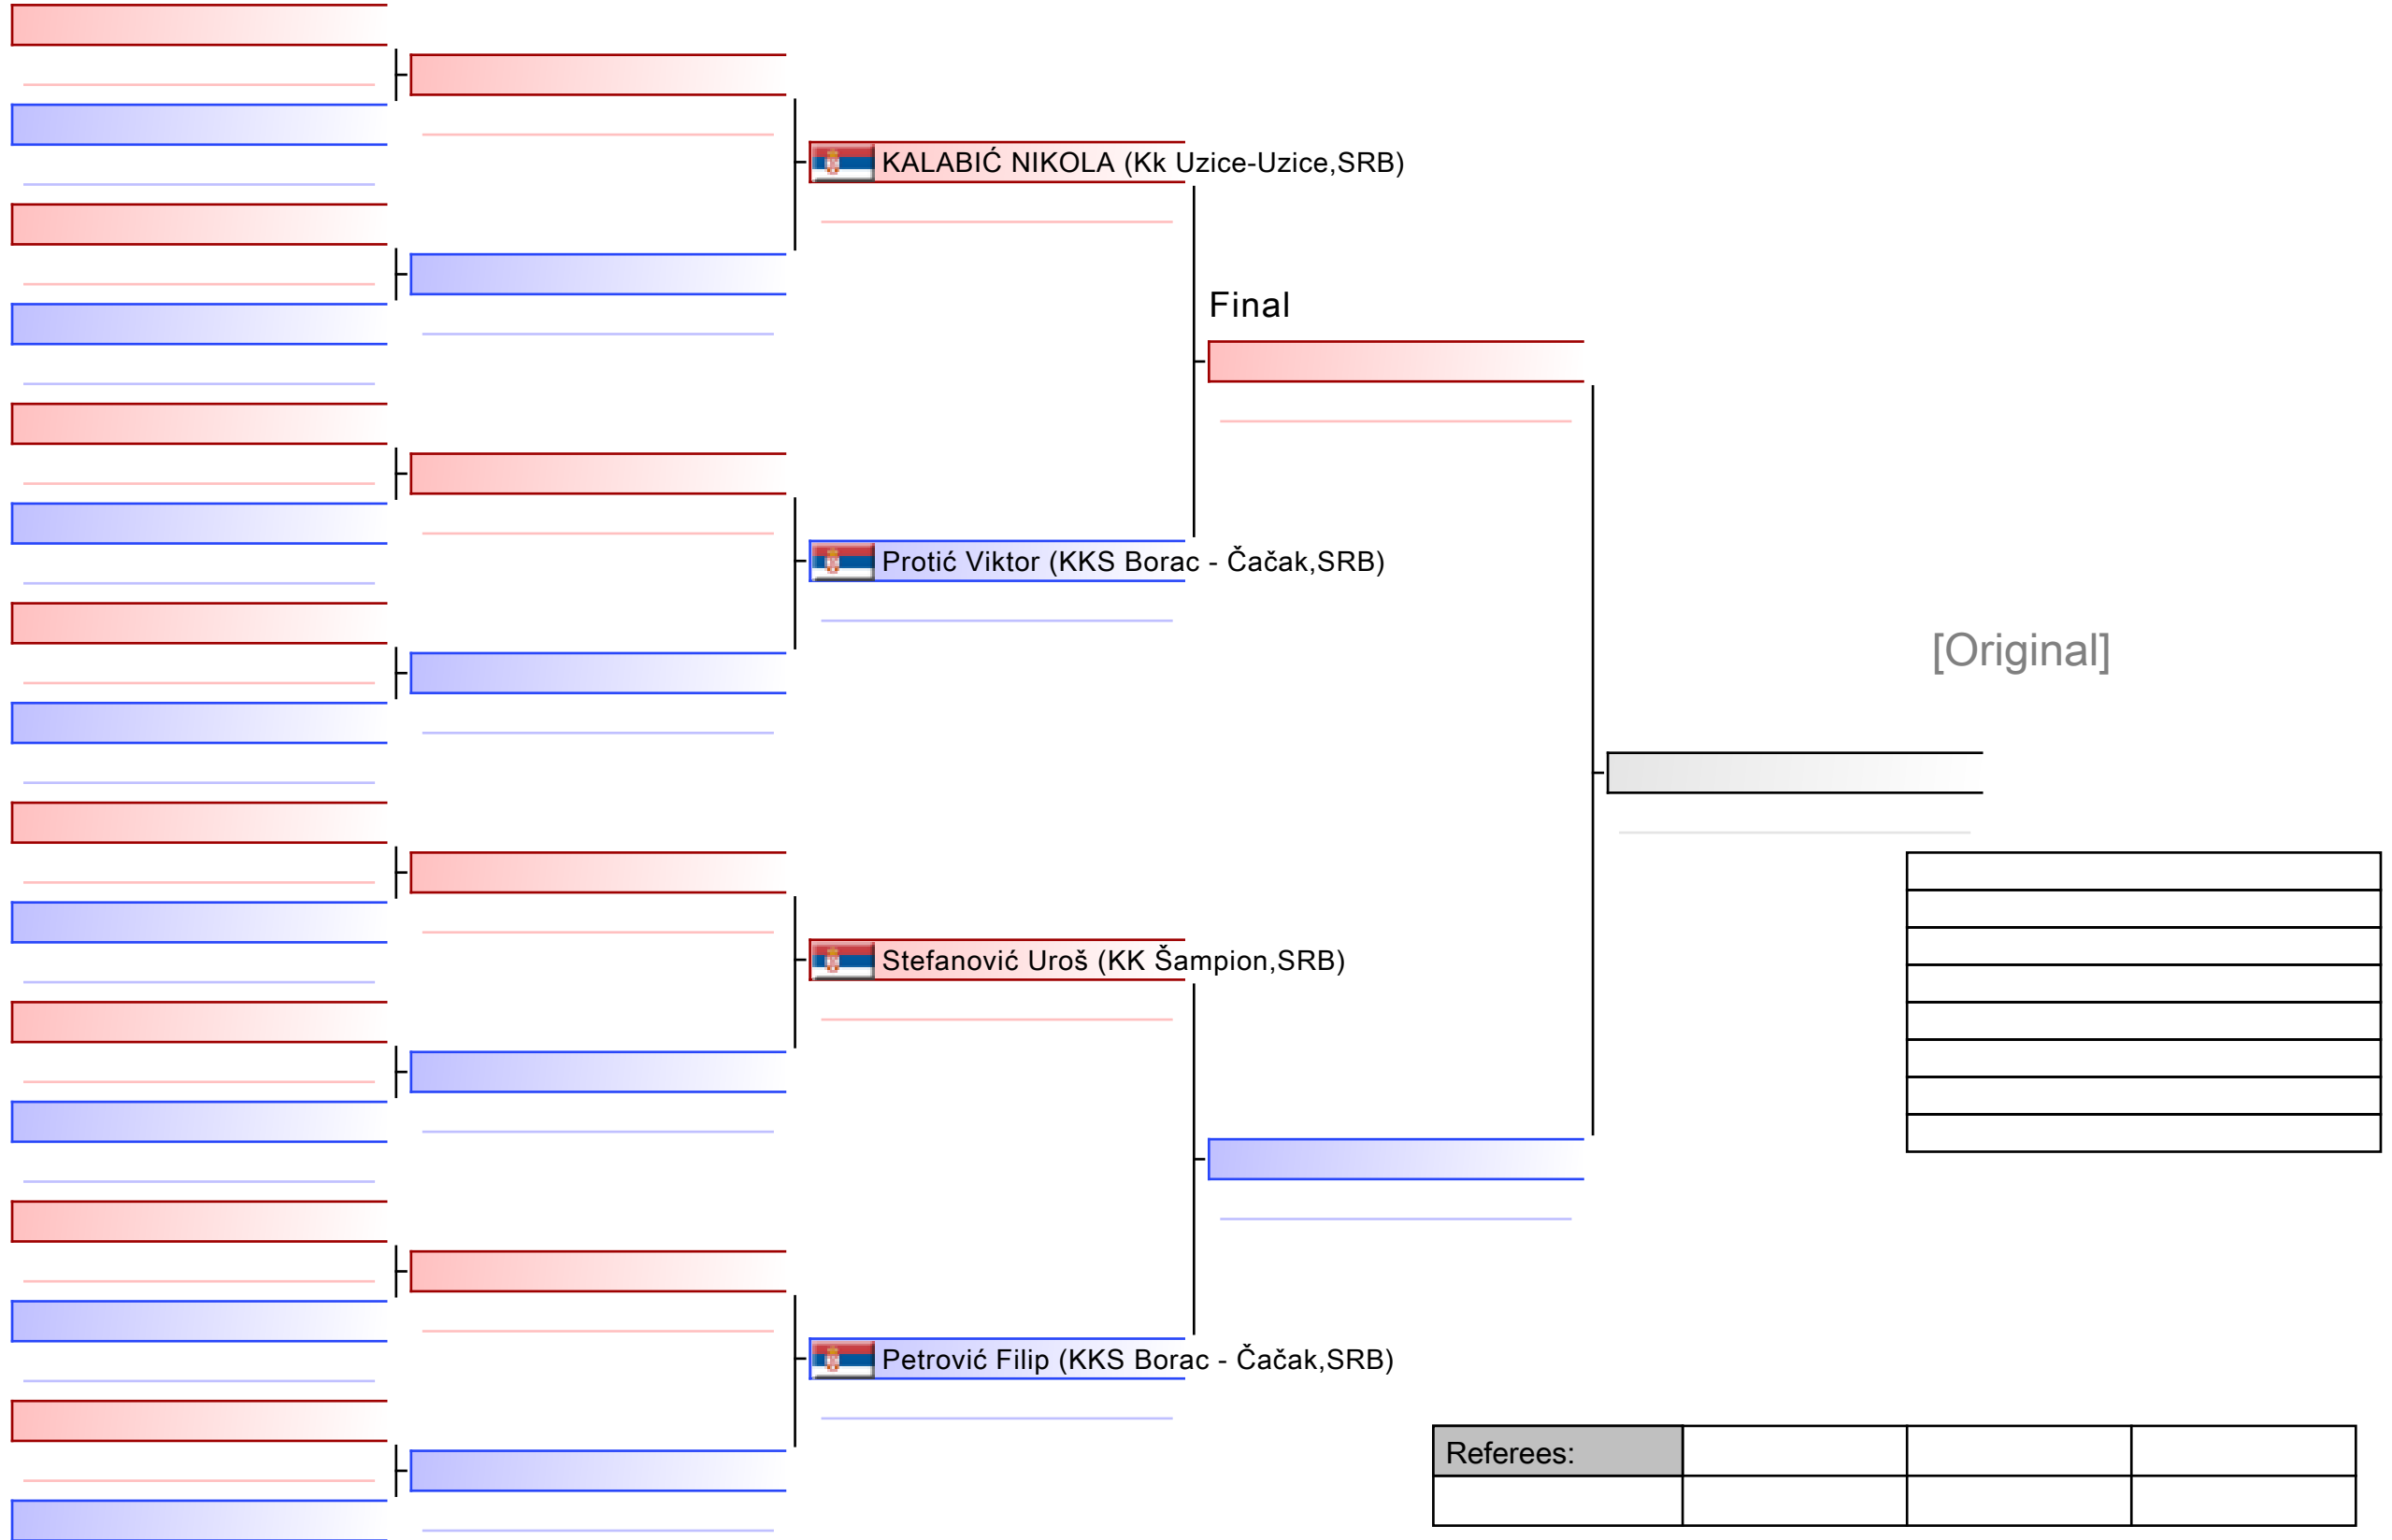 KALABIĆ NIKOLA (Kk Uzice-Uzice,SRB)
Final
Protić Viktor (KKS Borac - Čačak,SRB)
[Original]
Stefanović Uroš (KK Šampion,SRB)
Petrović Filip (KKS Borac - Čačak,SRB)
Referees: